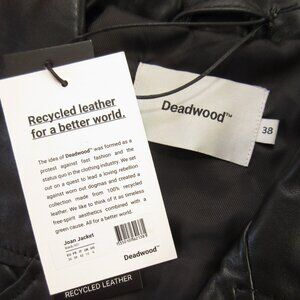 Recycled leather
for a better world.
The idea of Deadwood™ was formed as a
protest against fast fashion and the
status quo in the clothing industry. We set
out on a quest to lead a loving rebellion
against worn out dogmas and created a
collection made from 100% recycled
leather. We like to think of it as timeless
free-spirit aesthetics combined with a
green cause. All for a better world.
Joan Jacket
Deadwood™
RECYCLED LEATHER
Deadwood™
38